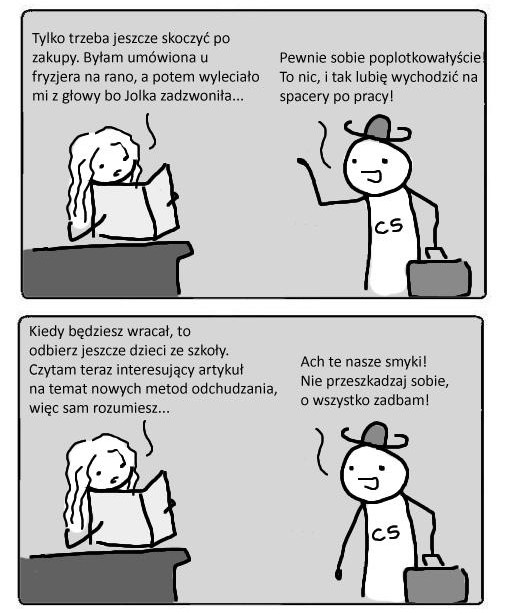 Tylko trzeba jeszcze skoczyć po
zakupy. Byłam umówiona u
fryzjera na rano, a potem wyleciało
mi z głowy bo Jolka zadzwoniła...
Pewnie sobie poplotkowałyście!
To nic, i tak lubię wychodzić na
spacery po pracy!
CS
Kiedy będziesz wracał, to
odbierz jeszcze dzieci ze szkoły.
Czytam teraz interesujący artykuł
na temat nowych metod odchudzania,
więc sam rozumiesz...
Ach te nasze smyki!
Nie przeszkadzaj sobie,
o wszystko zadbam!
CS